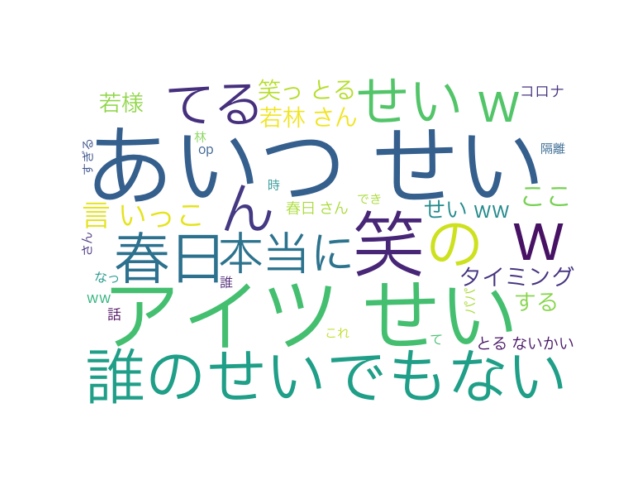 若様
てる
笑っ とる
若林 さん
せい w
コロナ
すぎる
あいつ せい
林
op
隔離
時
言 いっこ
ん
春日 さん
でき
せい ww
ここ
さん
春日
本当に
笑
の
w
なっ
ww
話
誰
アイツ せい
タイミング
する
これ
て
とる ないかい
誰のせいでもない